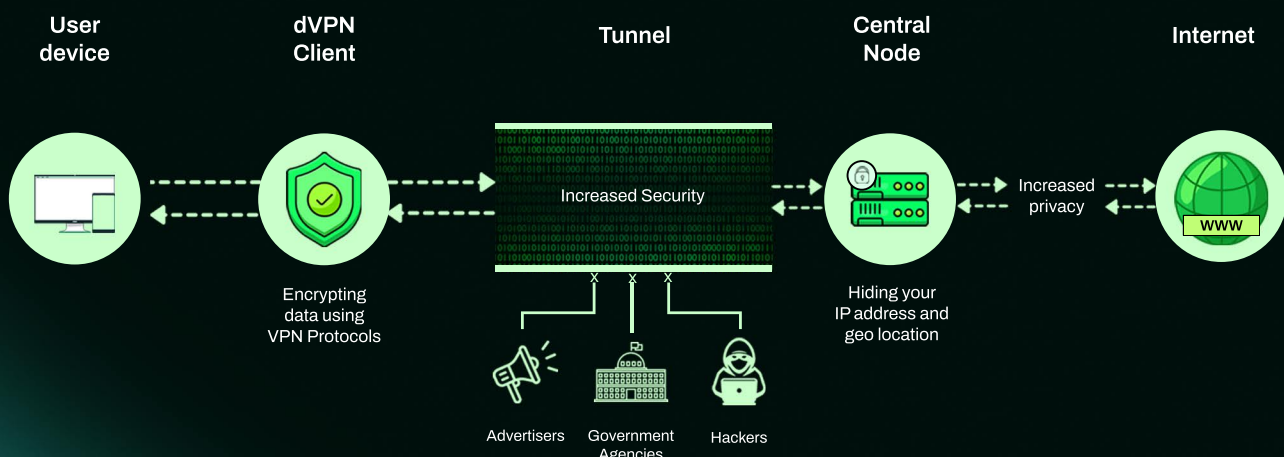 User
device
dVPN
Client
Tunnel
Central
Node
Internet
Increased Security
Increased
privacy
WWW
X
X
X
Encrypting
data using
VPN Protocols
Hiding your
IP address and
geo location
Advertisers
Government
Agencies
Hackers